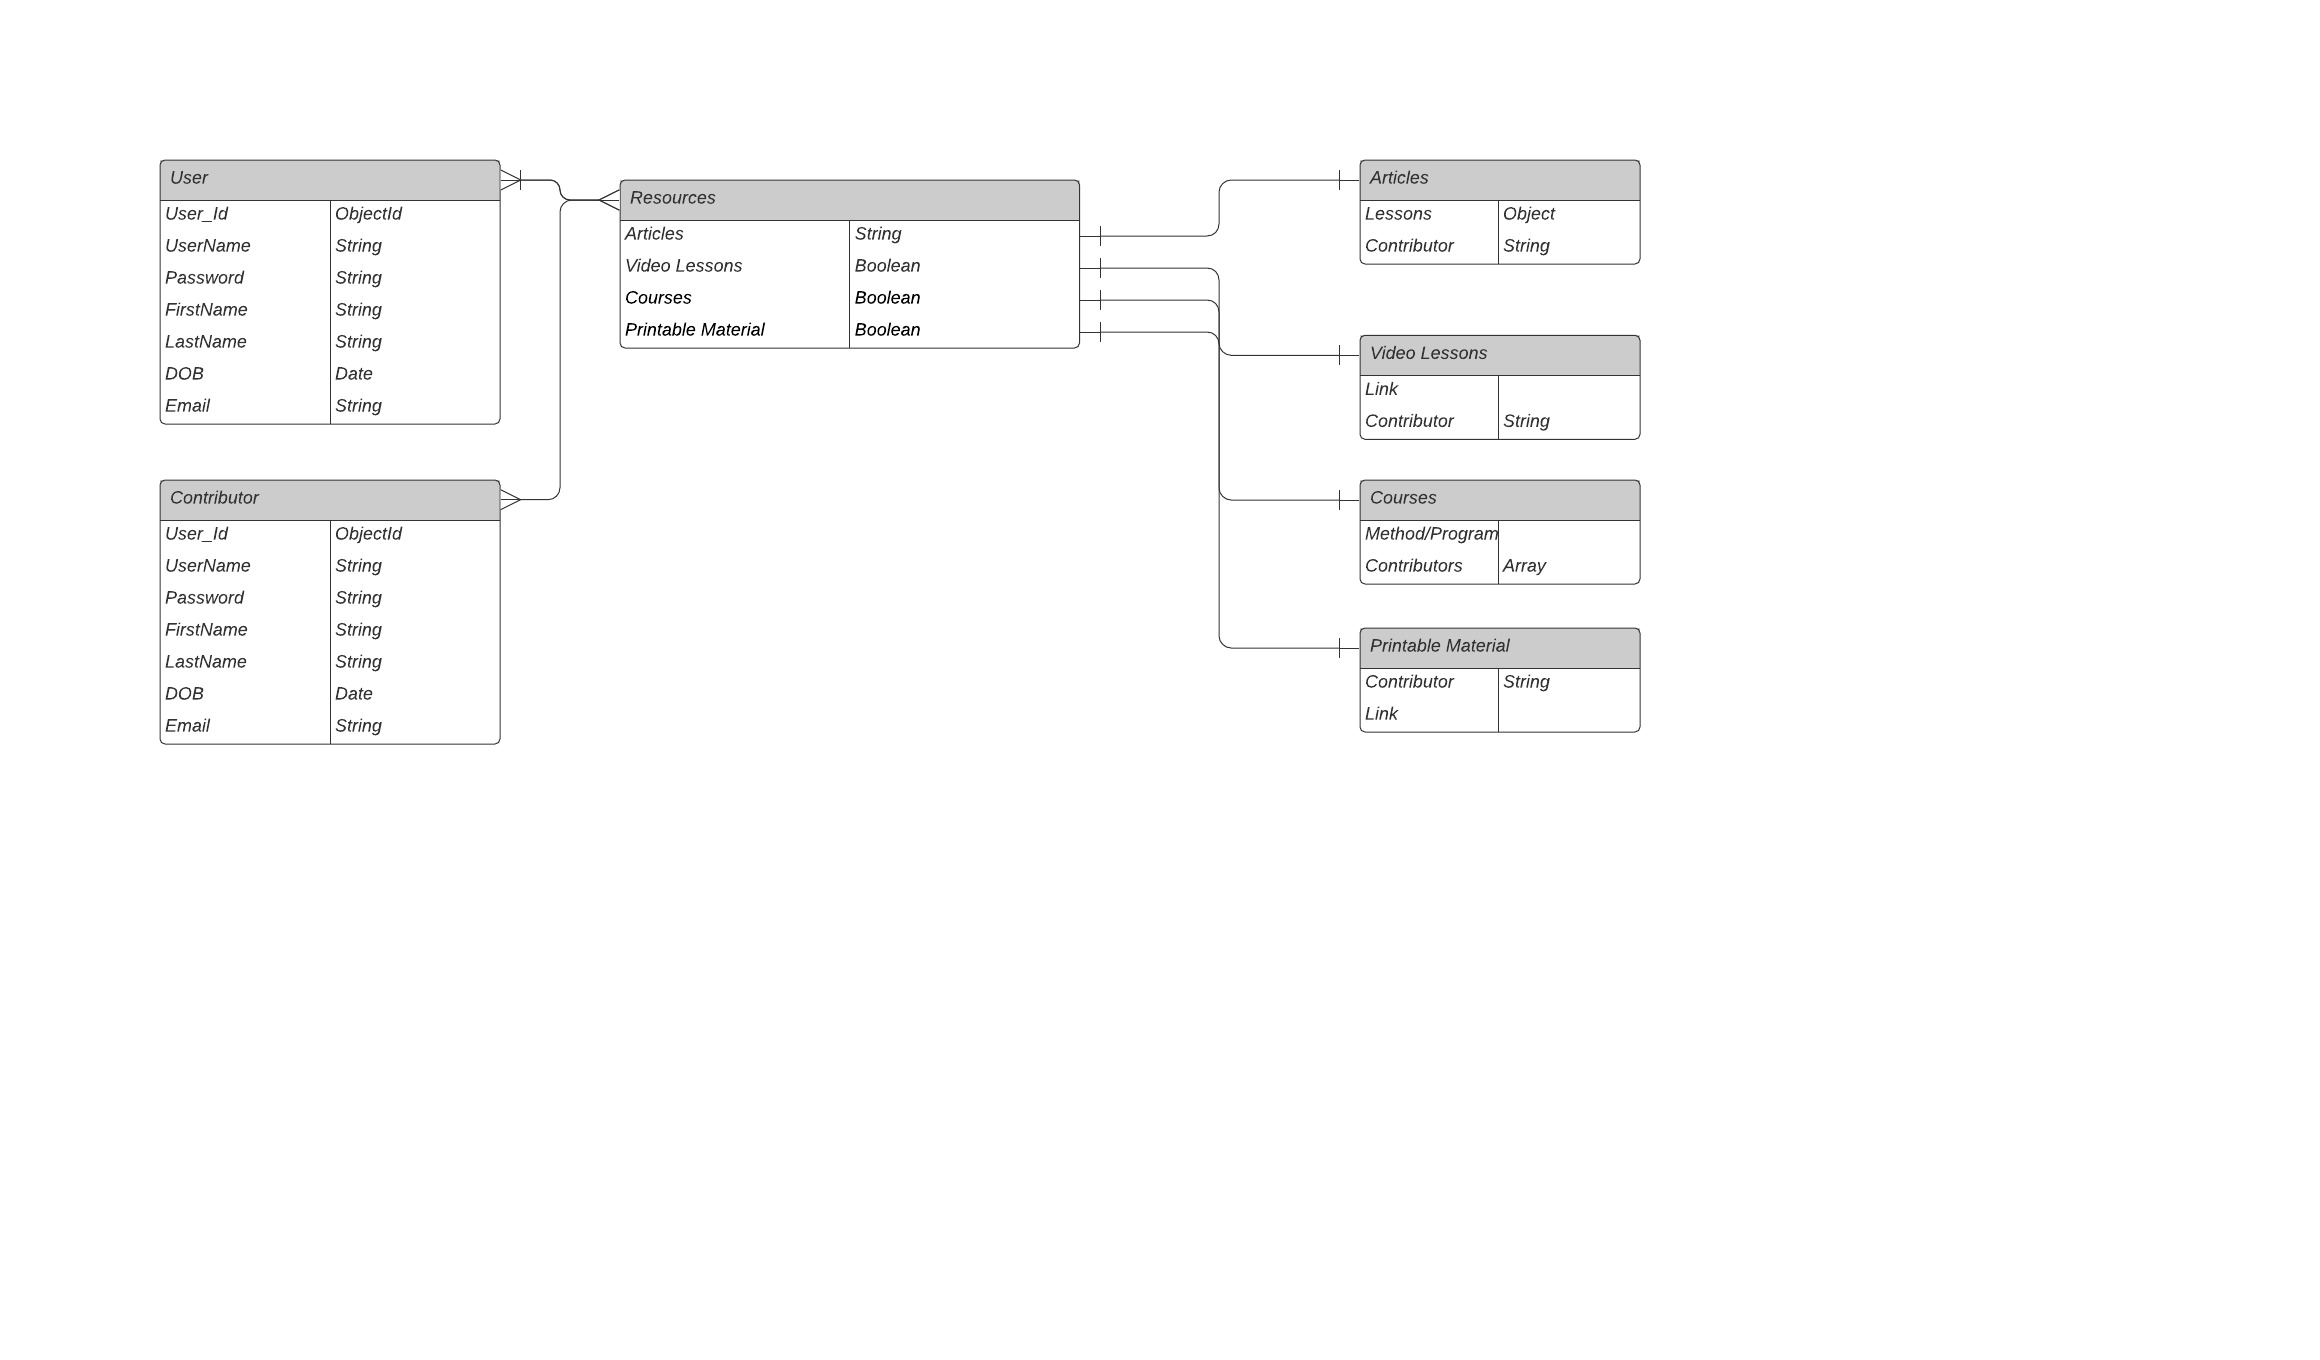 User
User_Id ObjectId
UserName String
Password String
FirstName String
LastName String
DOB Date
Email String
Contributor
User_Id ObjectId
UserName String
Password String
FirstName String
LastName String
DOB Date
Email String
Resources
Articles String
Video Lessons Boolean
Courses Boolean
Printable Material Boolean
Articles
Lessons Object
Contributor String
Video Lessons
Link
Contributor String
Courses
Method/Program
Contributors Array
Printable Material
Contributor String
Link